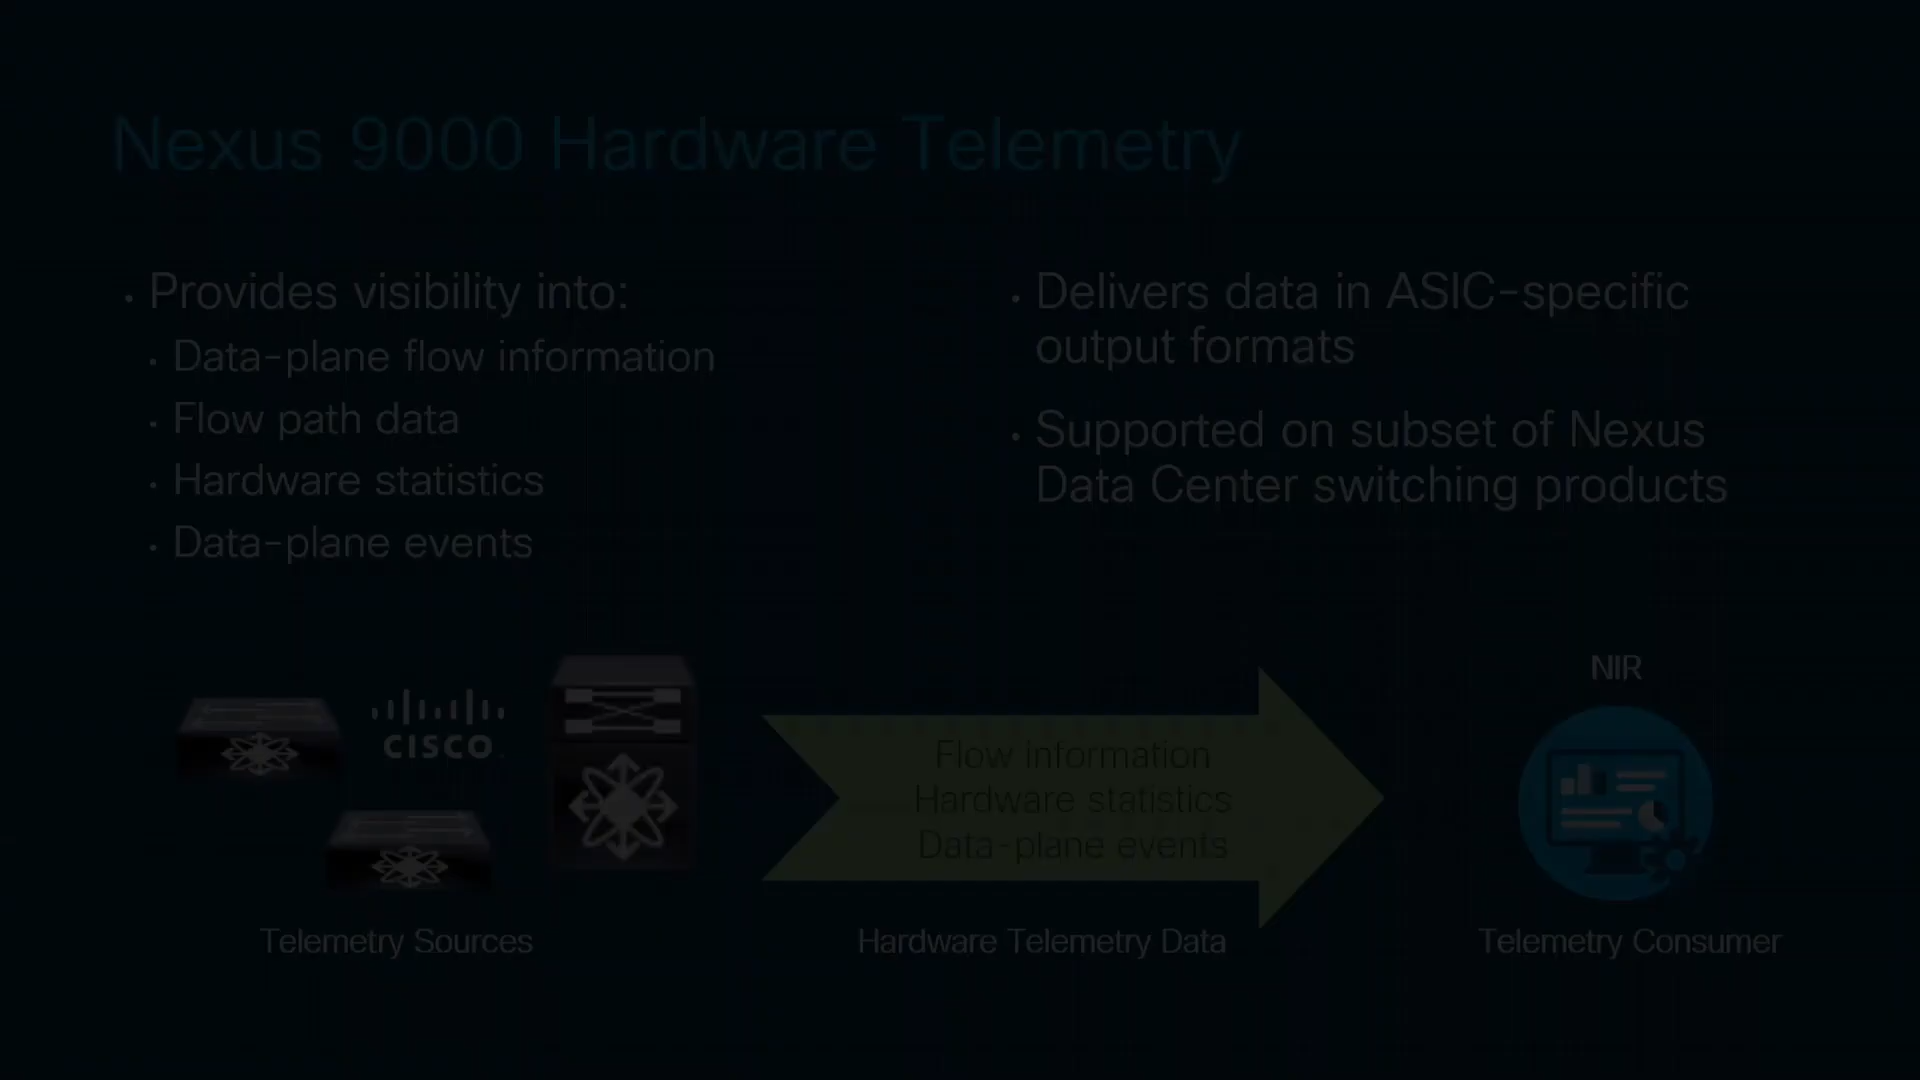 Nexus 9000 Hardware Telemetry
• Provides visibility into:
• Data-plane flow information
• Flow path data
• Hardware statistics
• Data-plane events
• Delivers data in ASIC-specific
output formats
• Supported on subset of Nexus
Data Center switching products
CISCO
Flow information
Hardware statistics
Data-plane events
NIR
Telemetry Sources
Hardware Telemetry Data
Telemetry Consumer